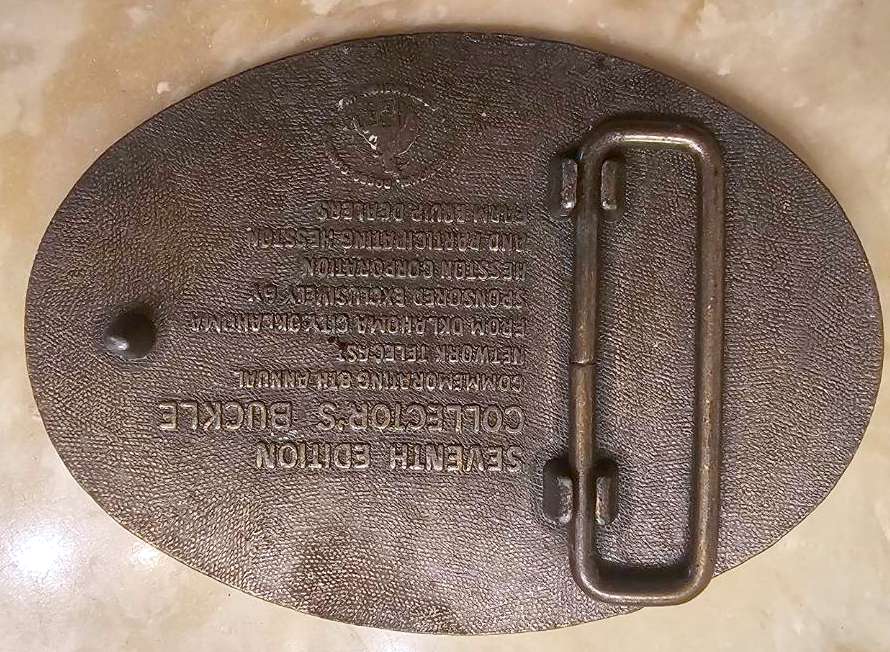 SEVENTH EDITION
COLLECTOR'S BUCKLE
COMMEMORATING 8TH ANNUAL
NETWORK TELECAST
FROM OKLAHOMA CITY, OKLAHOMA
SPONSORED EXCLUSIVELY BY
HESSTON CORPORATION
AND PARTICIPATING HESSTON
FARM EQUIP. DEALERS